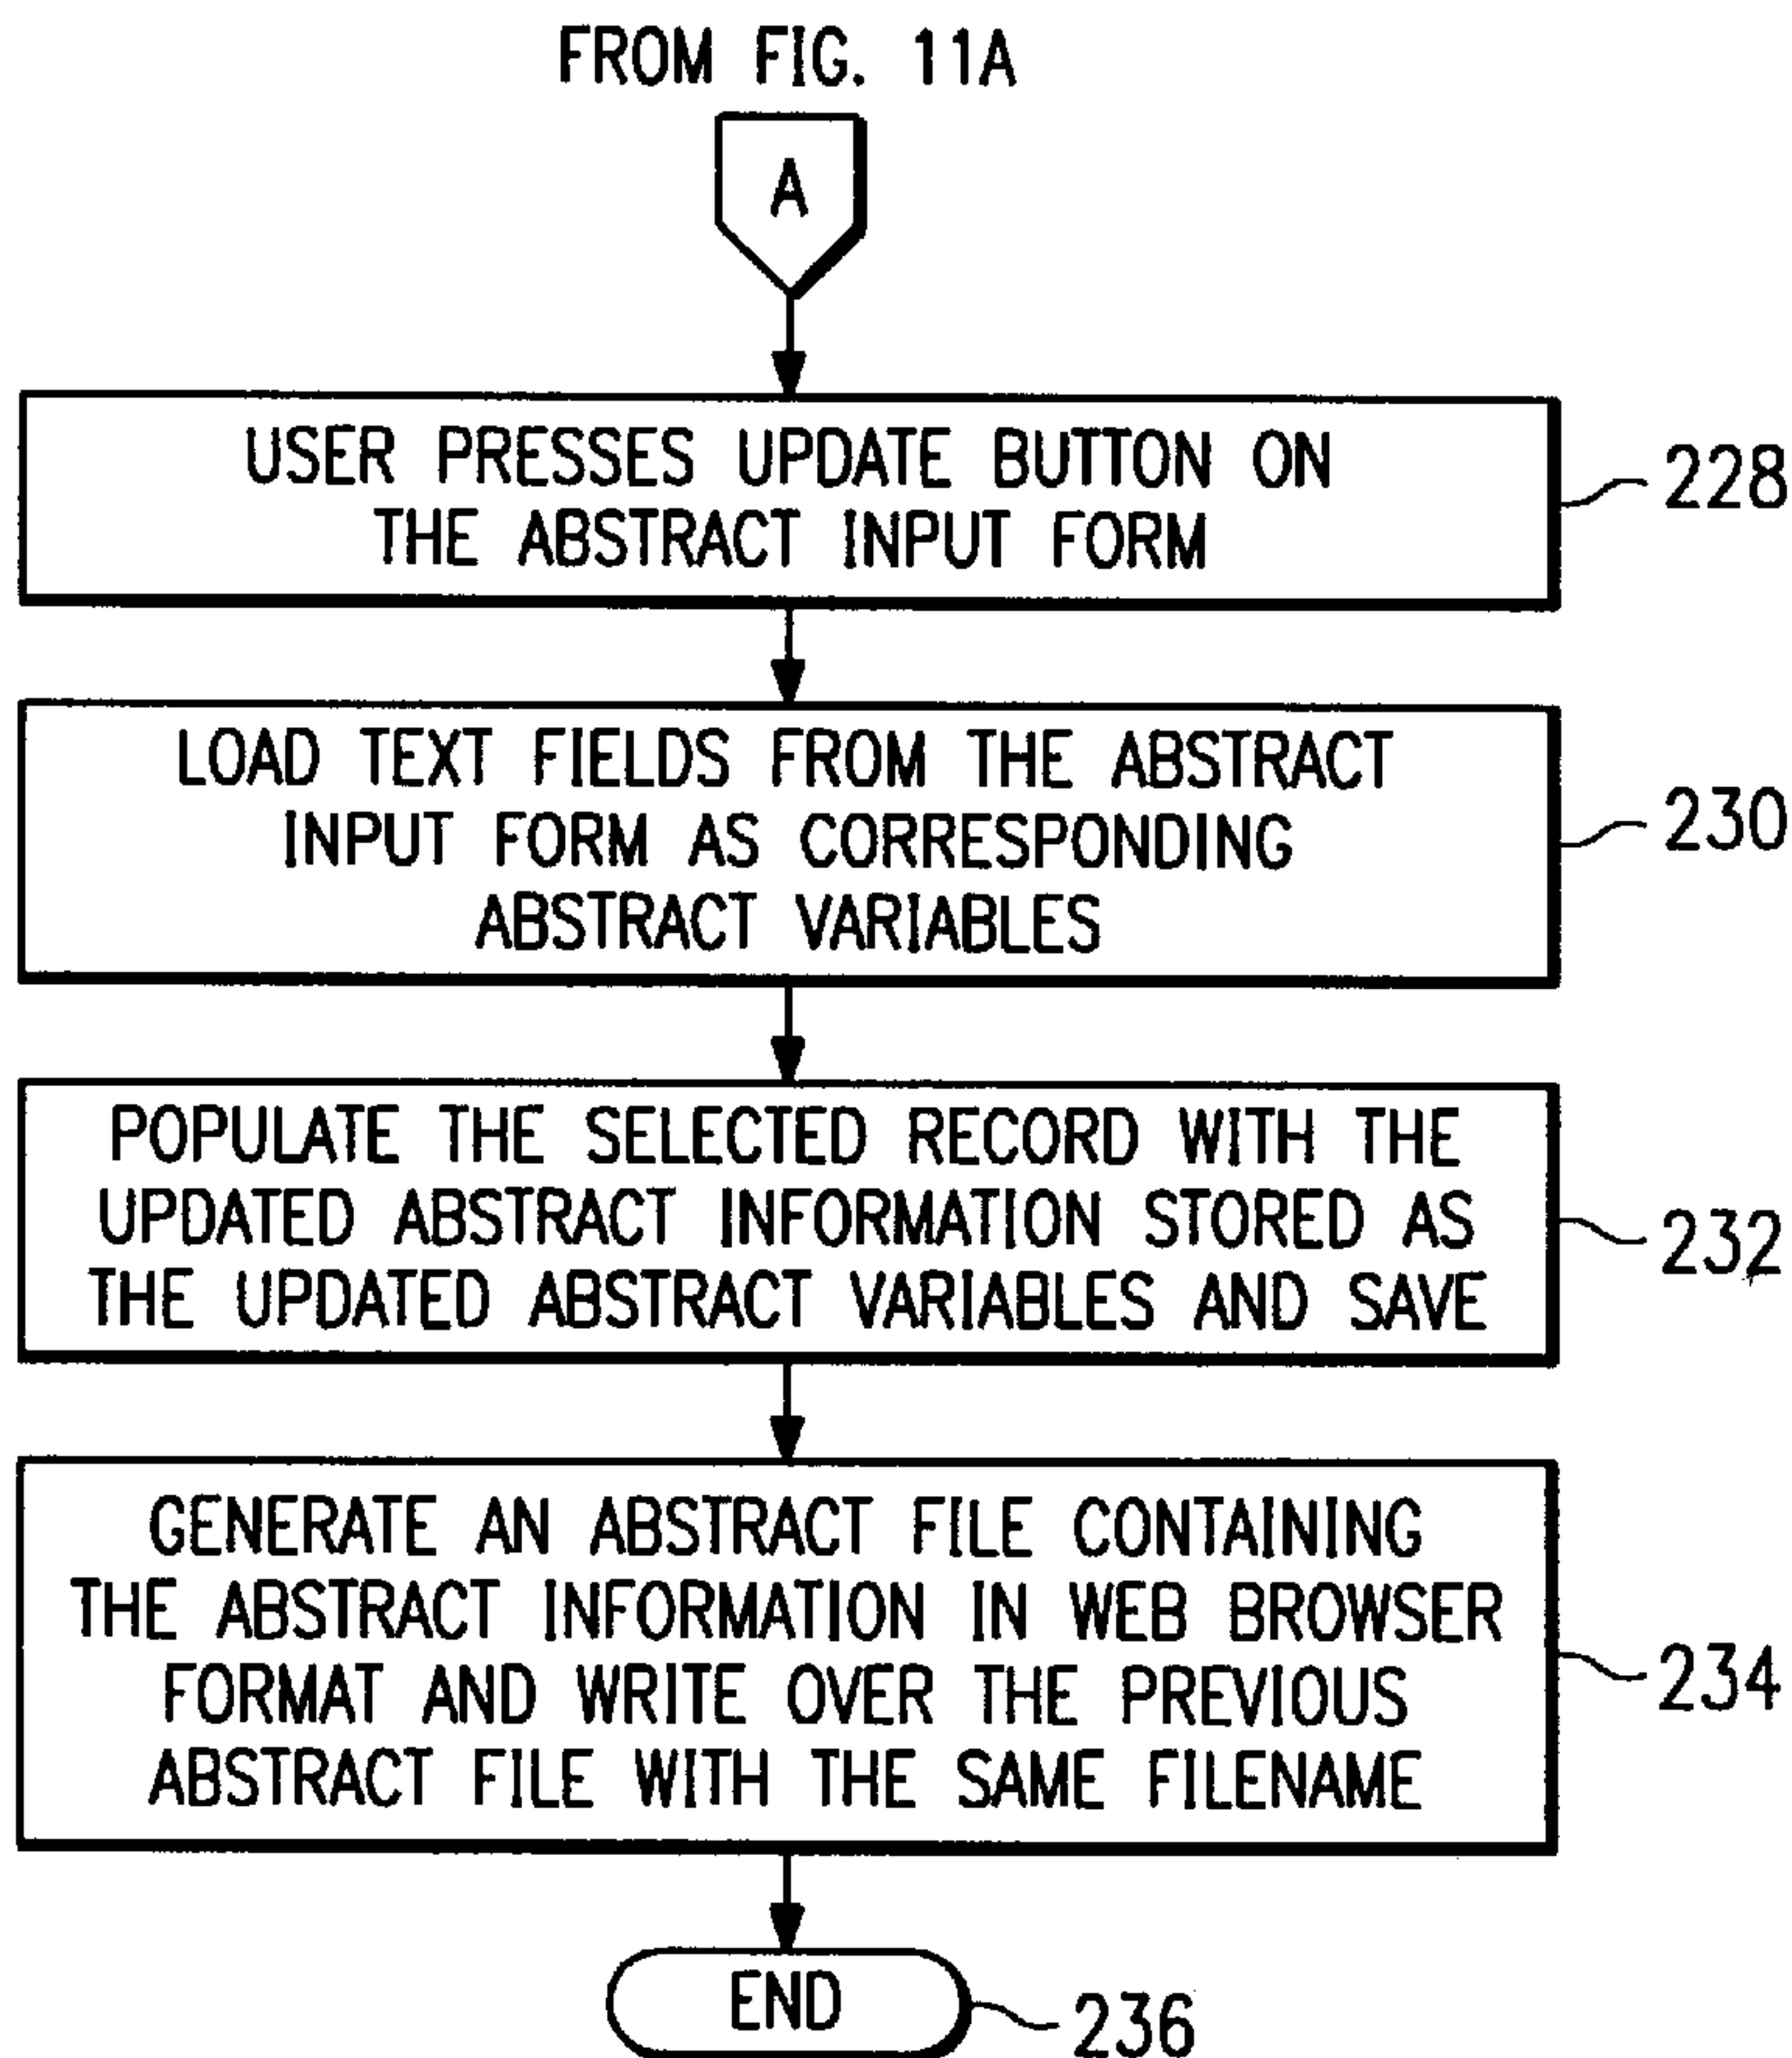 FROM FIG. 11A
A
USER PRESSES UPDATE BUTTON ON
THE ABSTRACT INPUT FORM
228
LOAD TEXT FIELDS FROM THE ABSTRACT
INPUT FORM AS CORRESPONDING
ABSTRACT VARIABLES
230
POPULATE THE SELECTED RECORD WITH THE
UPDATED ABSTRACT INFORMATION STORED AS
THE UPDATED ABSTRACT VARIABLES AND SAVE
232
GENERATE AN ABSTRACT FILE CONTAINING
THE ABSTRACT INFORMATION IN WEB BROWSER
FORMAT AND WRITE OVER THE PREVIOUS
ABSTRACT FILE WITH THE SAME FILENAME
234
END
236